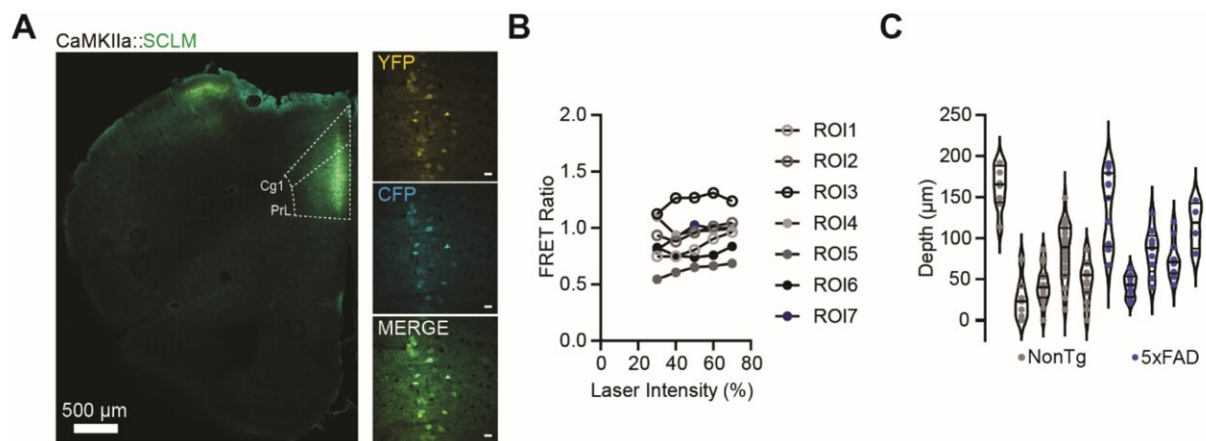 A
CaMKIIa::SCLM
Cg1
PrL
500 µm
YFP
CFP
MERGE
B
FRET Ratio
2.0
1.5
1.0
0.5
0.0
0 20 40 60 80
Laser Intensity (%)
ROI1
ROI2
ROI3
ROI4
ROI5
ROI6
ROI7
C
Depth (µm)
250
200
150
100
50
0
NonTg
5xFAD